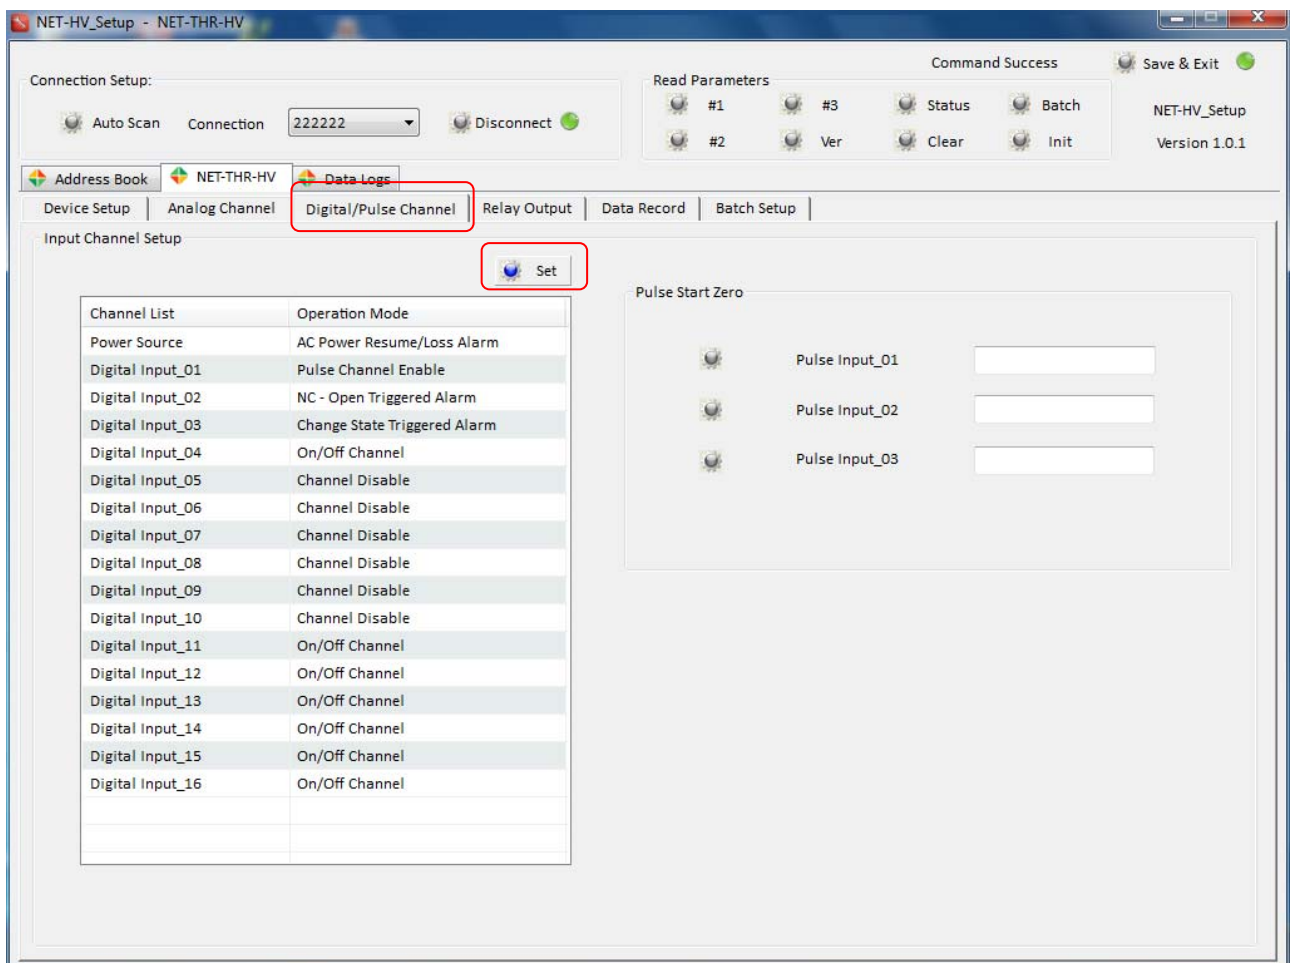 NET-HV_Setup - NET-THR-HV
Command Success
Save & Exit
Connection Setup:
Read Parameters
Auto Scan
Connection
222222
Disconnect
#1
#3
Status
Batch
#2
Ver
Clear
Init
NET-HV_Setup
Version 1.0.1
Address Book
NET-THR-HV
Data Logs
Device Setup
Analog Channel
Digital/Pulse Channel
Relay Output
Data Record
Batch Setup
Input Channel Setup
Set
Channel List Operation Mode
Power Source AC Power Resume/Loss Alarm
Digital Input_01 Pulse Channel Enable
Digital Input_02 NC - Open Triggered Alarm
Digital Input_03 Change State Triggered Alarm
Digital Input_04 On/Off Channel
Digital Input_05 Channel Disable
Digital Input_06 Channel Disable
Digital Input_07 Channel Disable
Digital Input_08 Channel Disable
Digital Input_09 Channel Disable
Digital Input_10 Channel Disable
Digital Input_11 On/Off Channel
Digital Input_12 On/Off Channel
Digital Input_13 On/Off Channel
Digital Input_14 On/Off Channel
Digital Input_15 On/Off Channel
Digital Input_16 On/Off Channel
Pulse Start Zero
Pulse Input_01
Pulse Input_02
Pulse Input_03